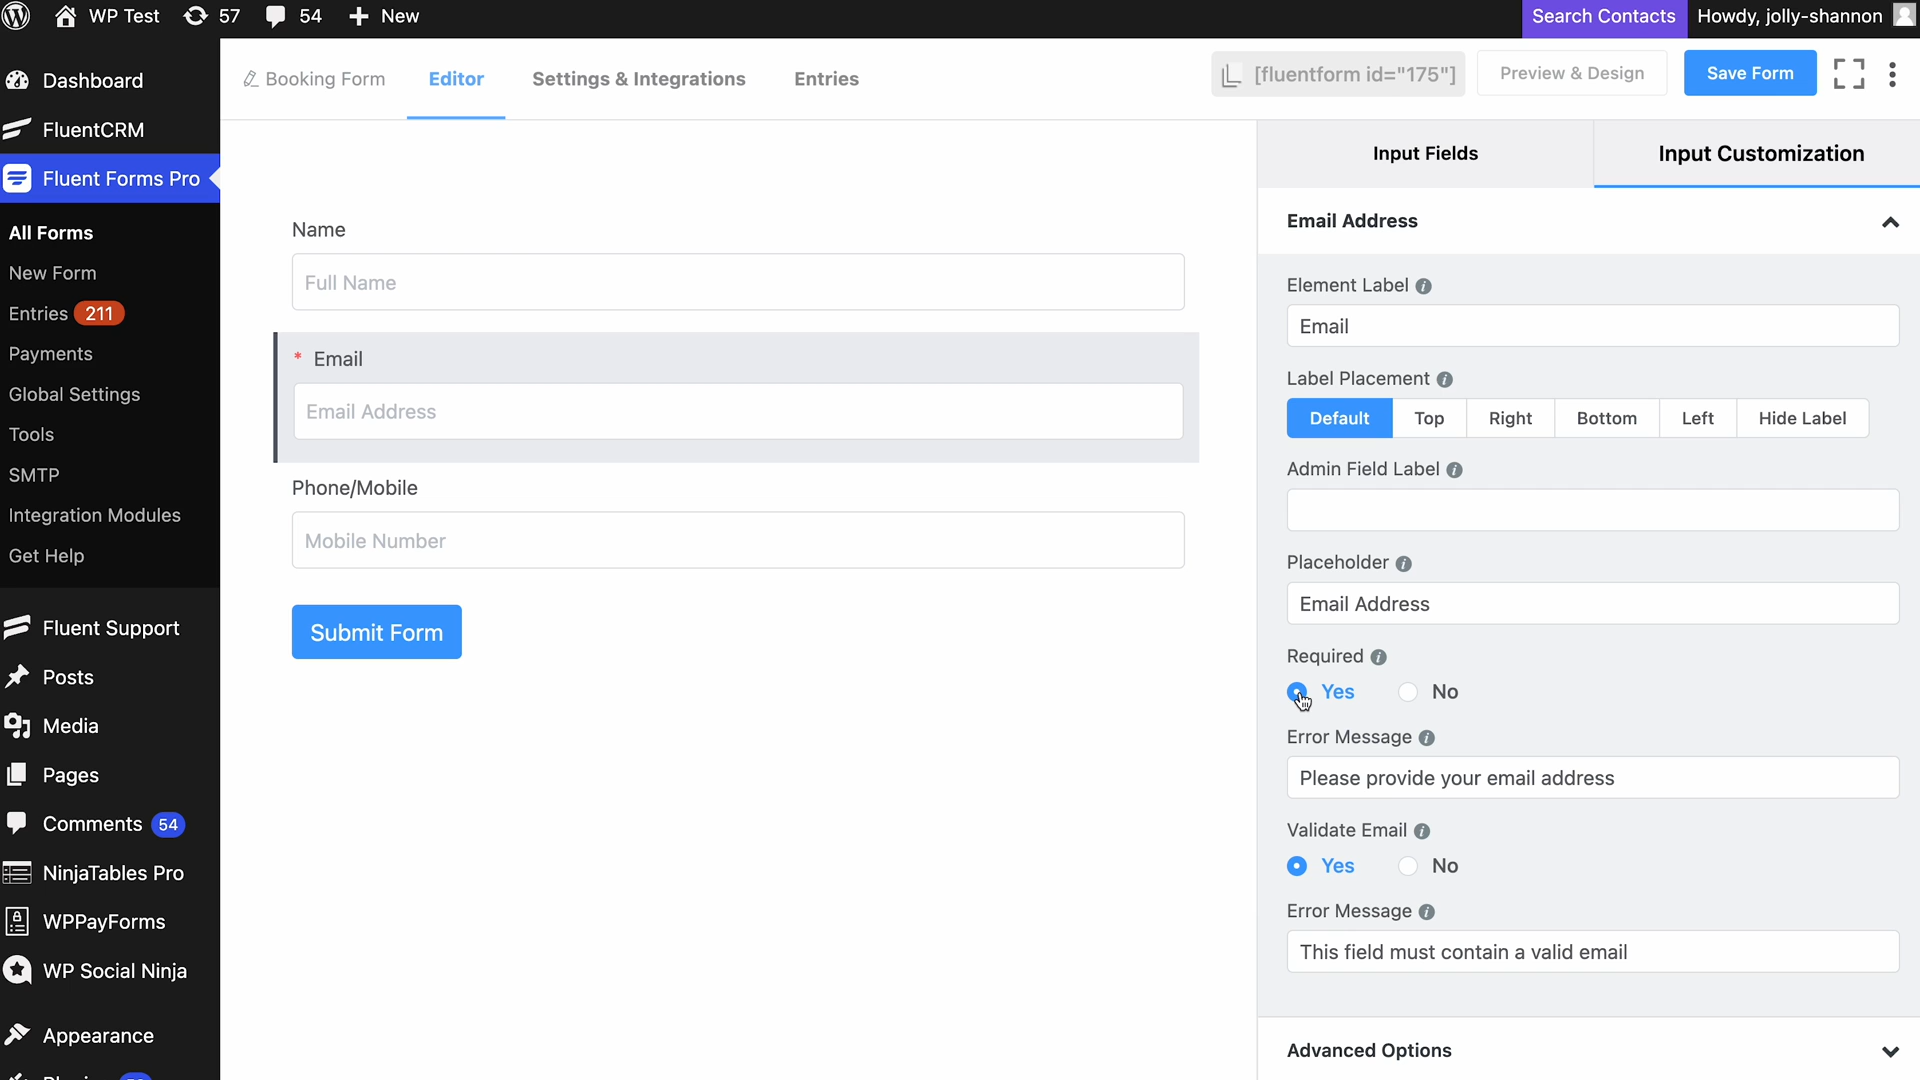 WP Test 57 54 New Search Contacts Howdy, jolly-shannon
Dashboard
FluentCRM
Fluent Forms Pro
All Forms
New Form
Entries 211
Payments
Global Settings
Tools
SMTP
Integration Modules
Get Help
Fluent Support
Posts
Media
Pages
Comments 54
NinjaTables Pro
WPPayForms
WP Social Ninja
Appearance
Booking Form Editor Settings & Integrations Entries [fluentform id="175"] Preview & Design Save Form
Name
Full Name
* Email
Email Address
Phone/Mobile
Mobile Number
Submit Form
Input Fields Input Customization
Email Address
Element Label
Email
Label Placement
Default Top Right Bottom Left Hide Label
Admin Field Label
Placeholder
Email Address
Required
Yes No
Error Message
Please provide your email address
Validate Email
Yes No
Error Message
This field must contain a valid email
Advanced Options